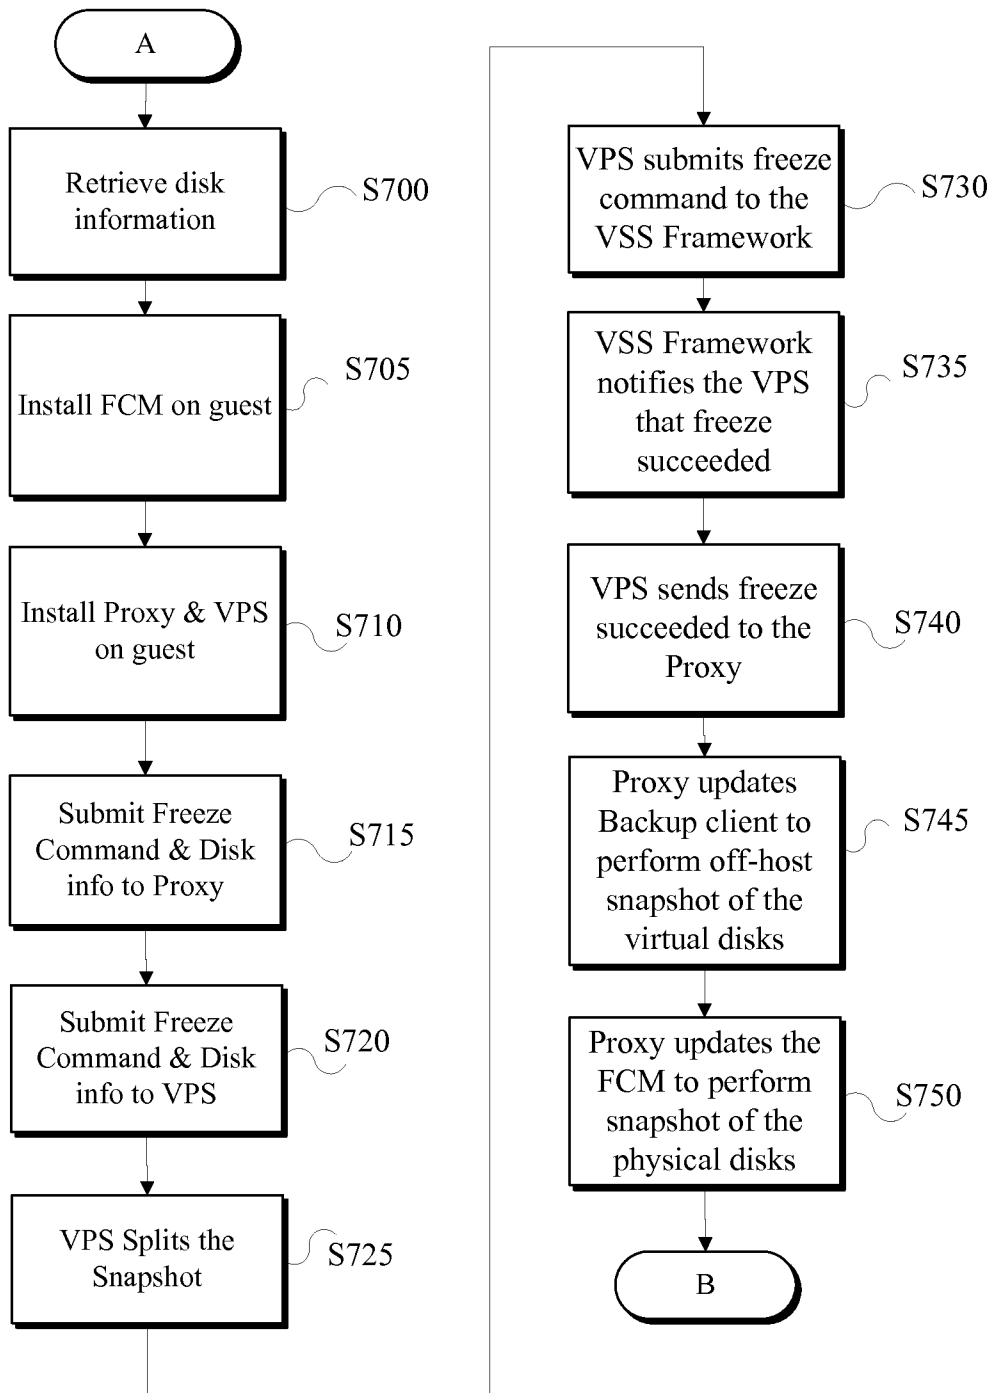 A
Retrieve disk
information
S700
Install FCM on guest
S705
Install Proxy & VPS
on guest
S710
Submit Freeze
Command & Disk
info to Proxy
S715
Submit Freeze
Command & Disk
info to VPS
S720
VPS Splits the
Snapshot
S725
VPS submits freeze
command to the
VSS Framework
S730
VSS Framework
notifies the VPS
that freeze
succeeded
S735
VPS sends freeze
succeeded to the
Proxy
S740
Proxy updates
Backup client to
perform off-host
snapshot of the
virtual disks
S745
Proxy updates the
FCM to perform
snapshot of the
physical disks
S750
B